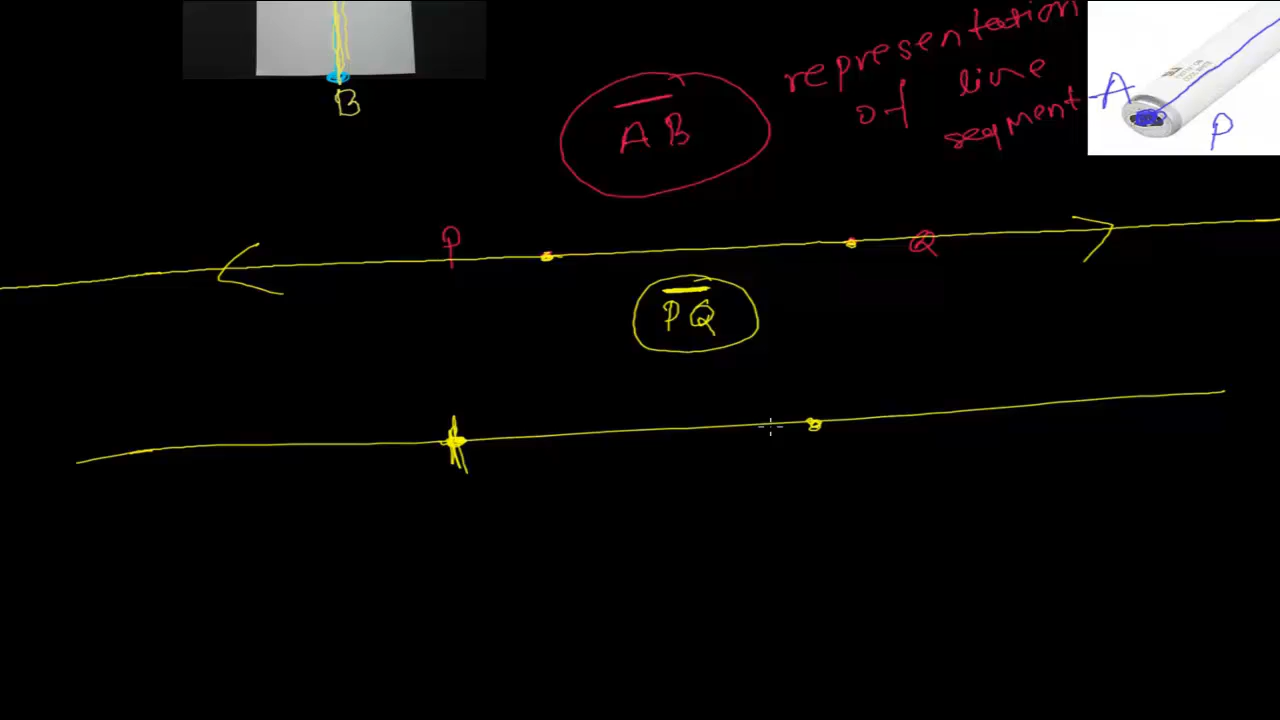 B
AB
representation
of line
segment
A
P
P
Q
PQ